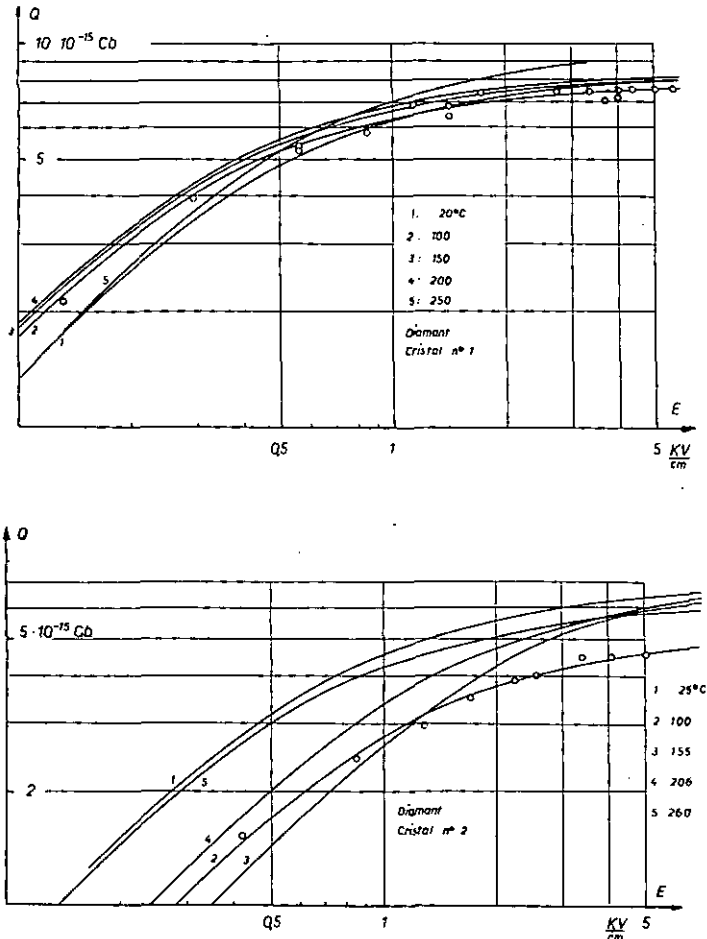 Q
10 10⁻¹⁵ Cb
5
1. 20°C
2 : 100
3 : 150
4 : 200
5 : 250
Diamant
Cristal n° 1
4
3
2
1
5
E
0,5
1
5 KV/cm
Q
5 · 10⁻¹⁵ Cb
2
1
5
4
2
3
1 25°C
2 100
3 155
4 206
5 260
Diamant
Cristal n° 2
E
0,5
1
KV/cm 5